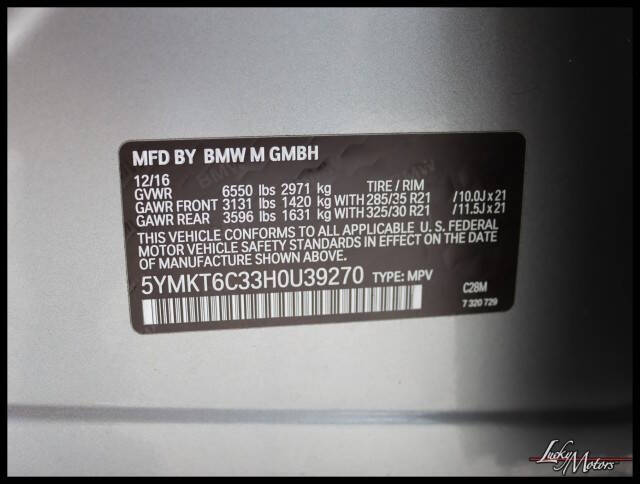 MFD BY BMW M GMBH
12/16
GVWR 6550 lbs 2971 kg TIRE / RIM
GAWR FRONT 3131 lbs 1420 kg WITH 285/35 R21 /10.0J x 21
GAWR REAR 3596 lbs 1631 kg WITH 325/30 R21 /11.5J x 21
THIS VEHICLE CONFORMS TO ALL APPLICABLE U. S. FEDERAL
MOTOR VEHICLE SAFETY STANDARDS IN EFFECT ON THE DATE
OF MANUFACTURE SHOWN ABOVE.
5YMKT6C33H0U39270 TYPE: MPV C28M
7 320 729
Lucky
Motors